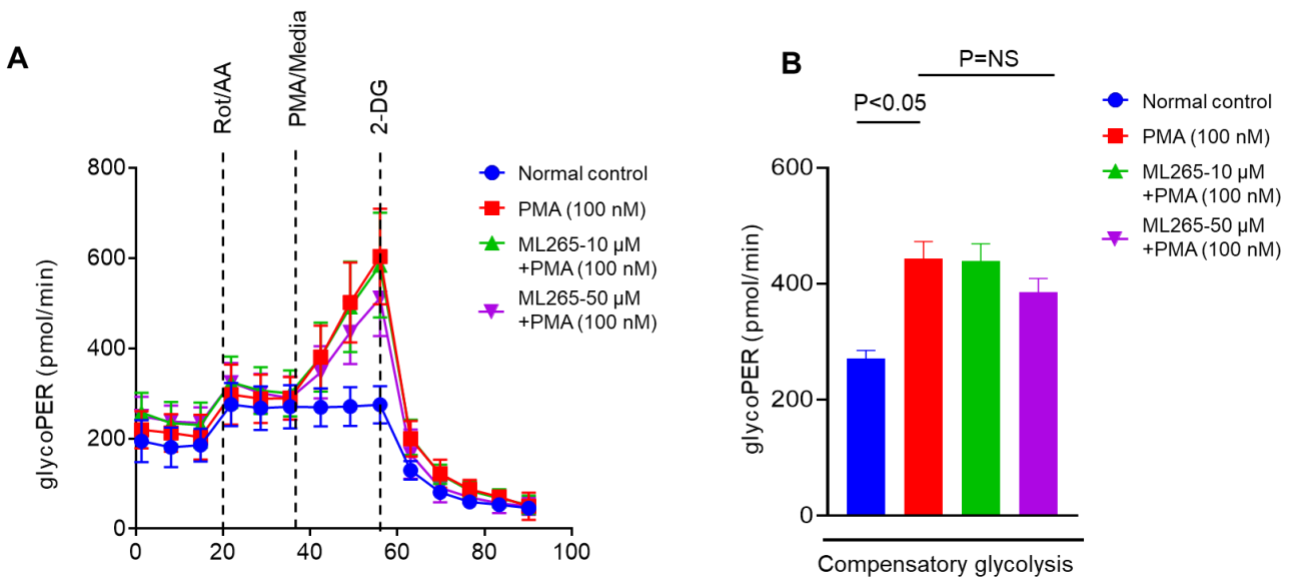 A
Rot/AA
PMA/Media
2-DG
glycoPER (pmol/min)
800
600
400
200
0
0 20 40 60 80 100
Normal control
PMA (100 nM)
ML265-10 µM
+PMA (100 nM)
ML265-50 µM
+PMA (100 nM)
B
P=NS
P<0.05
glycoPER (pmol/min)
600
400
200
0
Compensatory glycolysis
Normal control
PMA (100 nM)
ML265-10 µM
+PMA (100 nM)
ML265-50 µM
+PMA (100 nM)